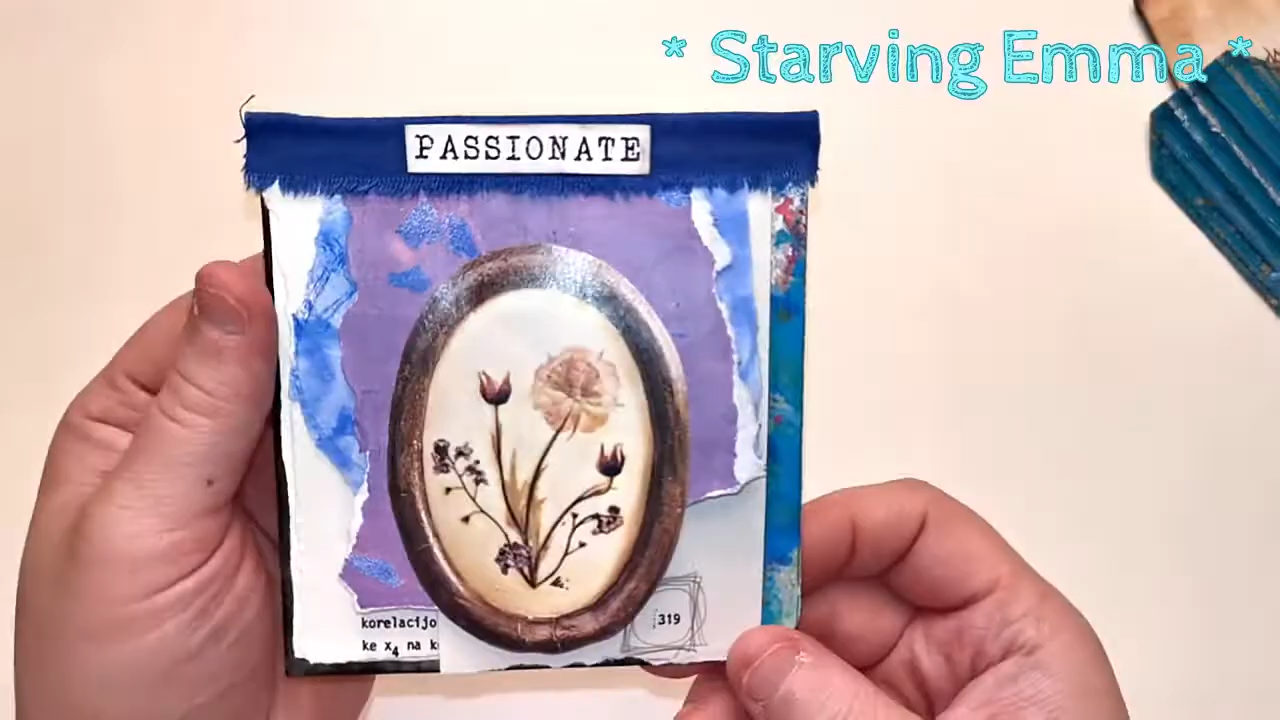 * Starving Emma *
PASSIONATE
korelacijo
ke x₄ na k
319